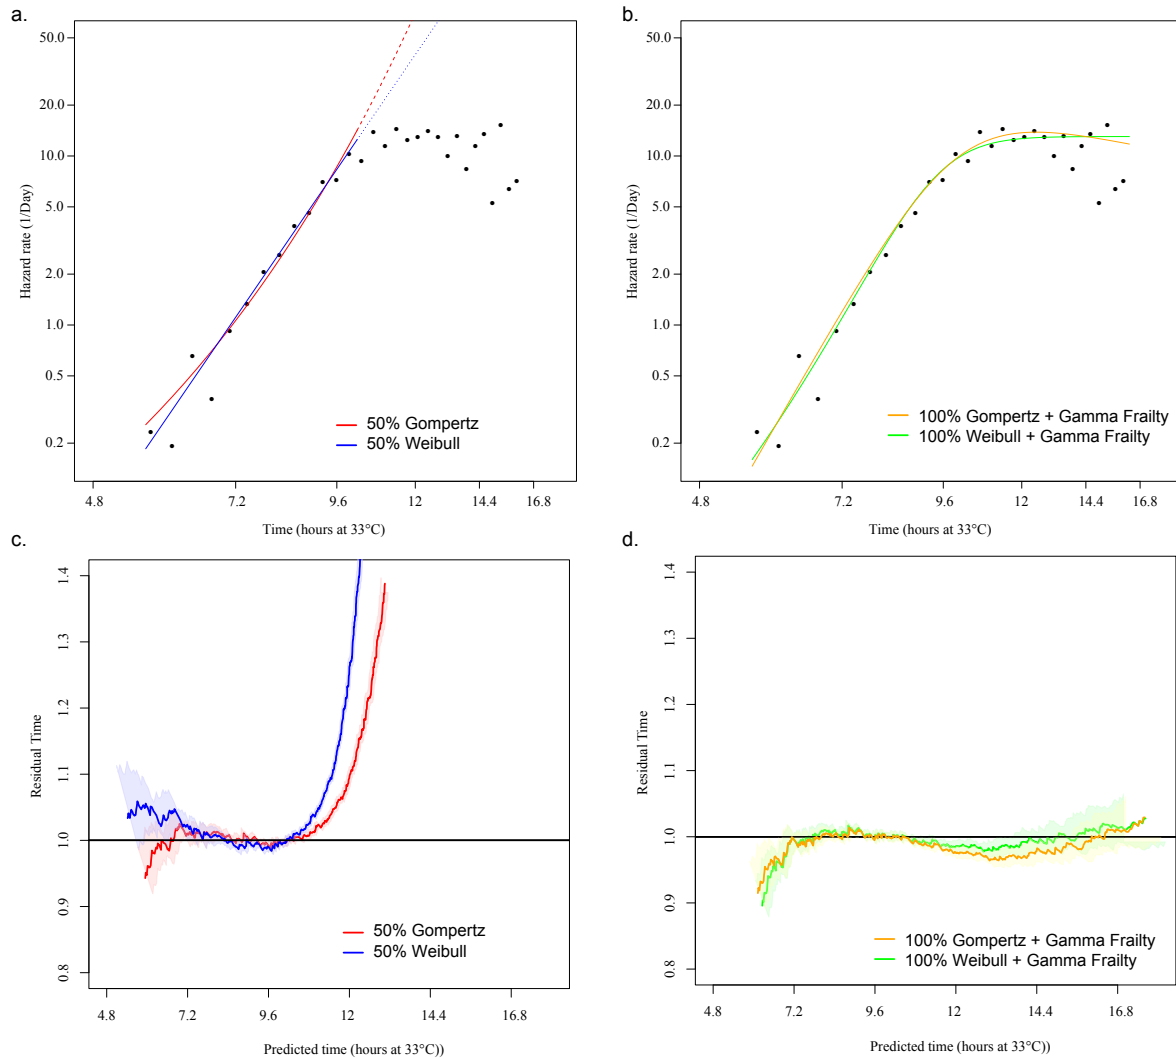 a.
Hazard rate (1/Day)
50.0
20.0
10.0
5.0
2.0
1.0
0.5
0.2
50% Gompertz
50% Weibull
4.8 7.2 9.6 12 14.4 16.8
Time (hours at 33°C)
b.
Hazard rate (1/Day)
50.0
20.0
10.0
5.0
2.0
1.0
0.5
0.2
100% Gompertz + Gamma Frailty
100% Weibull + Gamma Frailty
4.8 7.2 9.6 12 14.4 16.8
Time (hours at 33°C)
c.
Residual Time
1.4
1.3
1.2
1.1
1.0
0.9
0.8
50% Gompertz
50% Weibull
4.8 7.2 9.6 12 14.4 16.8
Predicted time (hours at 33°C))
d.
Residual Time
1.4
1.3
1.2
1.1
1.0
0.9
0.8
100% Gompertz + Gamma Frailty
100% Weibull + Gamma Frailty
4.8 7.2 9.6 12 14.4 16.8
Predicted time (hours at 33°C))